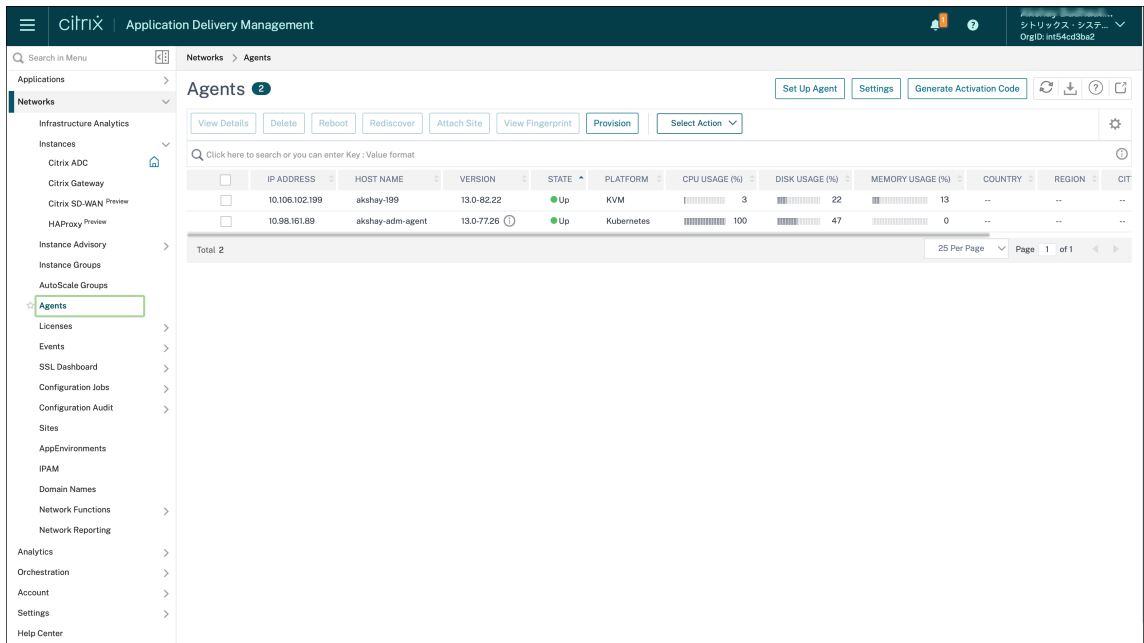 citrix | Application Delivery Management
1
シトリックス・システ...
OrgID: int54cd3ba2
Search in Menu
Applications
Networks
Infrastructure Analytics
Instances
Citrix ADC
Citrix Gateway
Citrix SD-WAN Preview
HAProxy Preview
Instance Advisory
Instance Groups
AutoScale Groups
Agents
Licenses
Events
SSL Dashboard
Configuration Jobs
Configuration Audit
Sites
AppEnvironments
IPAM
Domain Names
Network Functions
Network Reporting
Analytics
Orchestration
Account
Settings
Help Center
Networks > Agents
Agents 2
Set Up Agent Settings Generate Activation Code
View Details Delete Reboot Rediscover Attach Site View Fingerprint Provision Select Action
Click here to search or you can enter Key : Value format
IP ADDRESS HOST NAME VERSION STATE PLATFORM CPU USAGE (%) DISK USAGE (%) MEMORY USAGE (%) COUNTRY REGION CIT
10.106.102.199 akshay-199 13.0-82.22 Up KVM 3 22 13 -- -- --
10.98.161.89 akshay-adm-agent 13.0-77.26 Up Kubernetes 100 47 0 -- -- --
Total 2
25 Per Page Page 1 of 1